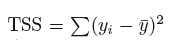 TSS = ∑(yᵢ − ȳ)²